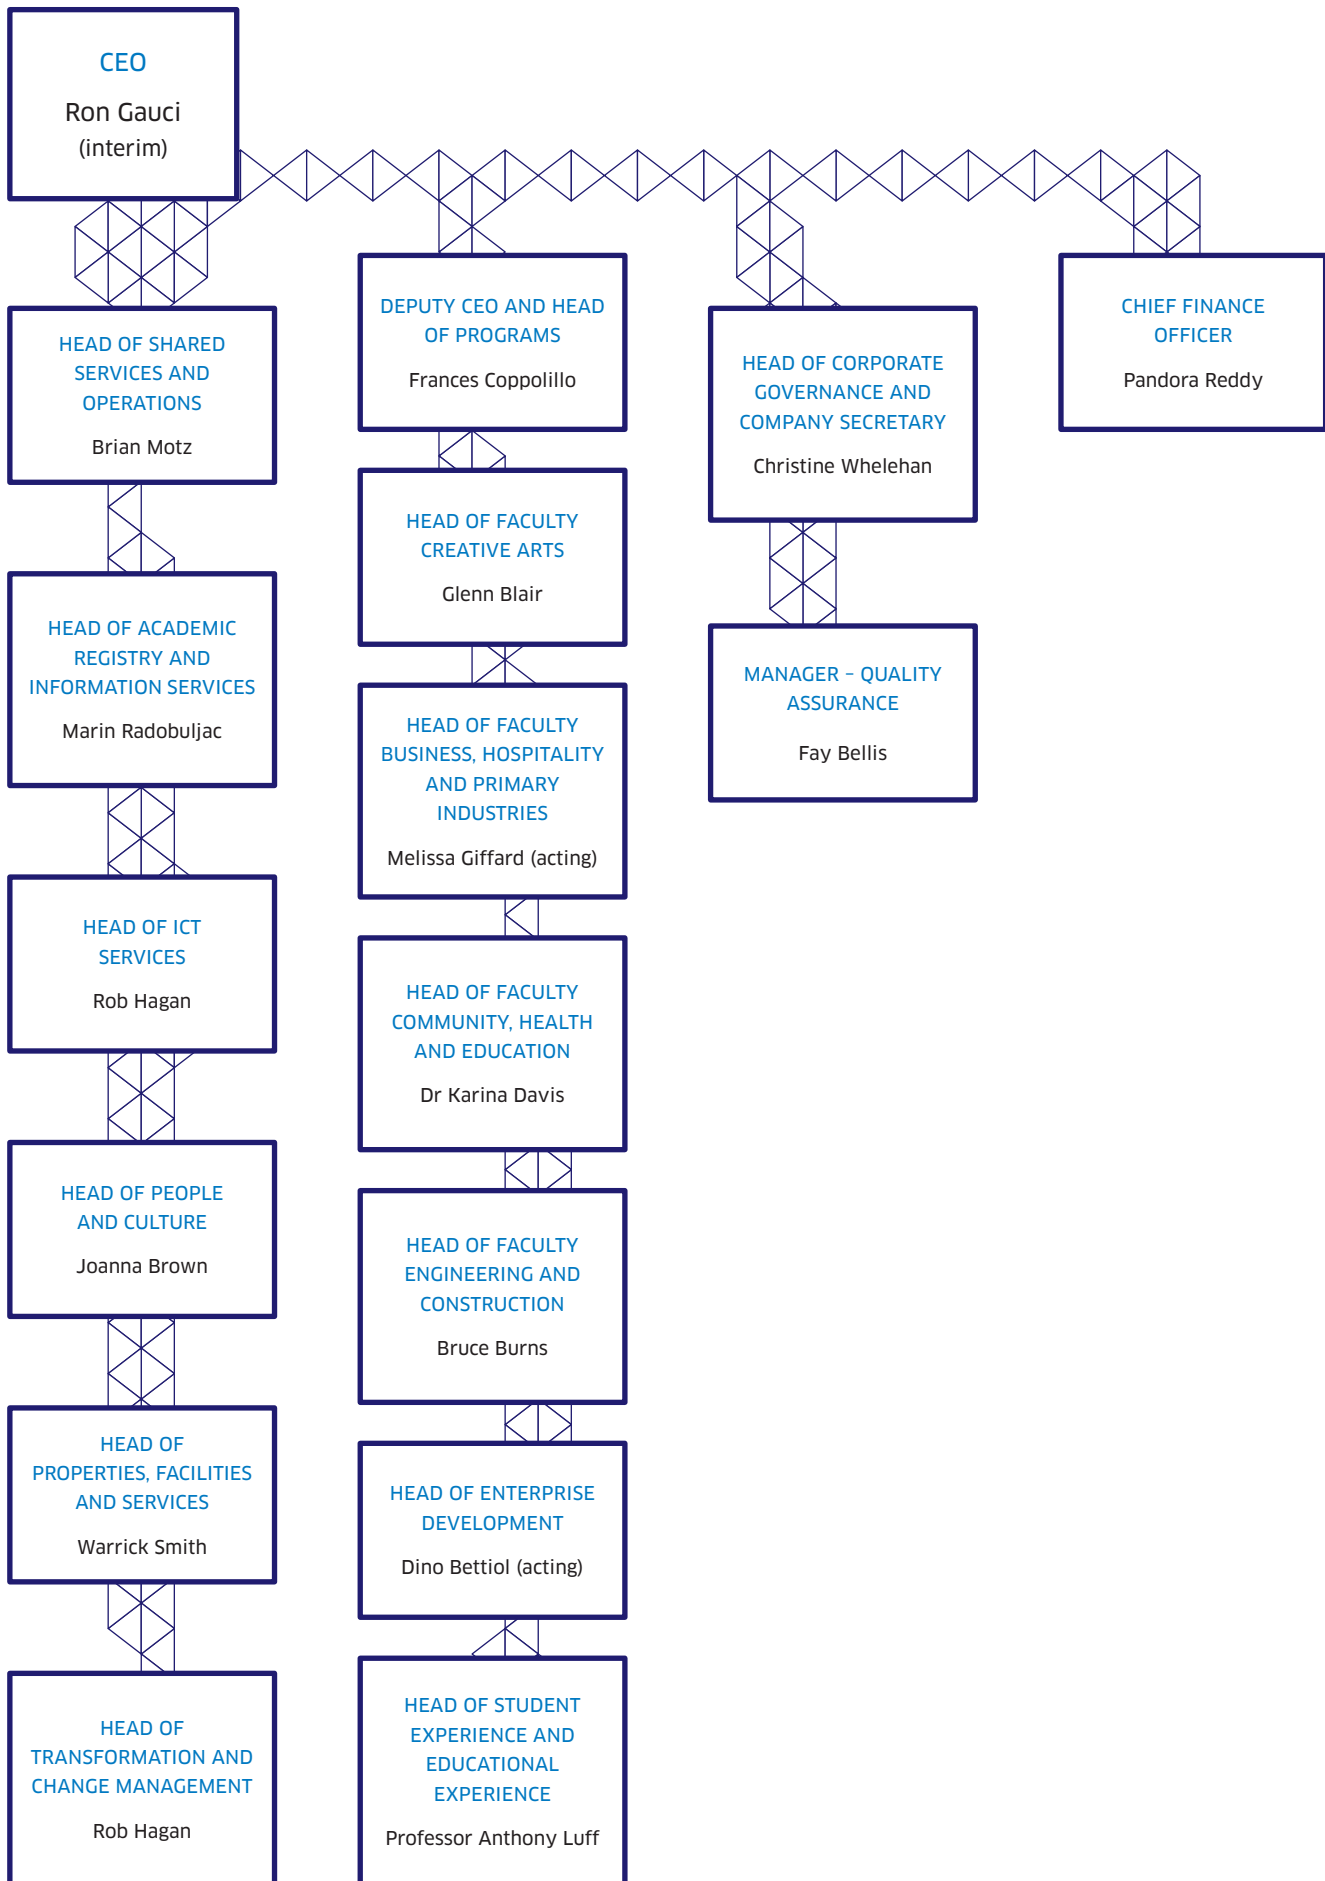 CEO
Ron Gauci
(interim)
HEAD OF SHARED
SERVICES AND
OPERATIONS
Brian Motz
HEAD OF ACADEMIC
REGISTRY AND
INFORMATION SERVICES
Marin Radobuljac
HEAD OF ICT
SERVICES
Rob Hagan
HEAD OF PEOPLE
AND CULTURE
Joanna Brown
HEAD OF
PROPERTIES, FACILITIES
AND SERVICES
Warrick Smith
HEAD OF
TRANSFORMATION AND
CHANGE MANAGEMENT
Rob Hagan
DEPUTY CEO AND HEAD
OF PROGRAMS
Frances Coppolillo
HEAD OF FACULTY
CREATIVE ARTS
Glenn Blair
HEAD OF FACULTY
BUSINESS, HOSPITALITY
AND PRIMARY
INDUSTRIES
Melissa Giffard (acting)
HEAD OF FACULTY
COMMUNITY, HEALTH
AND EDUCATION
Dr Karina Davis
HEAD OF FACULTY
ENGINEERING AND
CONSTRUCTION
Bruce Burns
HEAD OF ENTERPRISE
DEVELOPMENT
Dino Bettiol (acting)
HEAD OF STUDENT
EXPERIENCE AND
EDUCATIONAL
EXPERIENCE
Professor Anthony Luff
HEAD OF CORPORATE
GOVERNANCE AND
COMPANY SECRETARY
Christine Whelehan
MANAGER – QUALITY
ASSURANCE
Fay Bellis
CHIEF FINANCE
OFFICER
Pandora Reddy